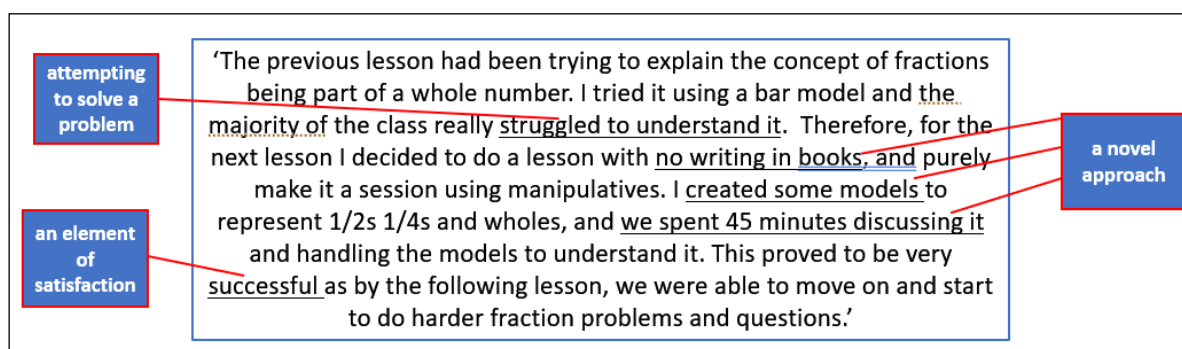 attempting
to solve a
problem
an element
of
satisfaction
‘The previous lesson had been trying to explain the concept of fractions
being part of a whole number. I tried it using a bar model and the
majority of the class really struggled to understand it.  Therefore, for the
next lesson I decided to do a lesson with no writing in books, and purely
make it a session using manipulatives. I created some models to
represent 1/2s 1/4s and wholes, and we spent 45 minutes discussing it
and handling the models to understand it. This proved to be very
successful as by the following lesson, we were able to move on and start
to do harder fraction problems and questions.’
a novel
approach